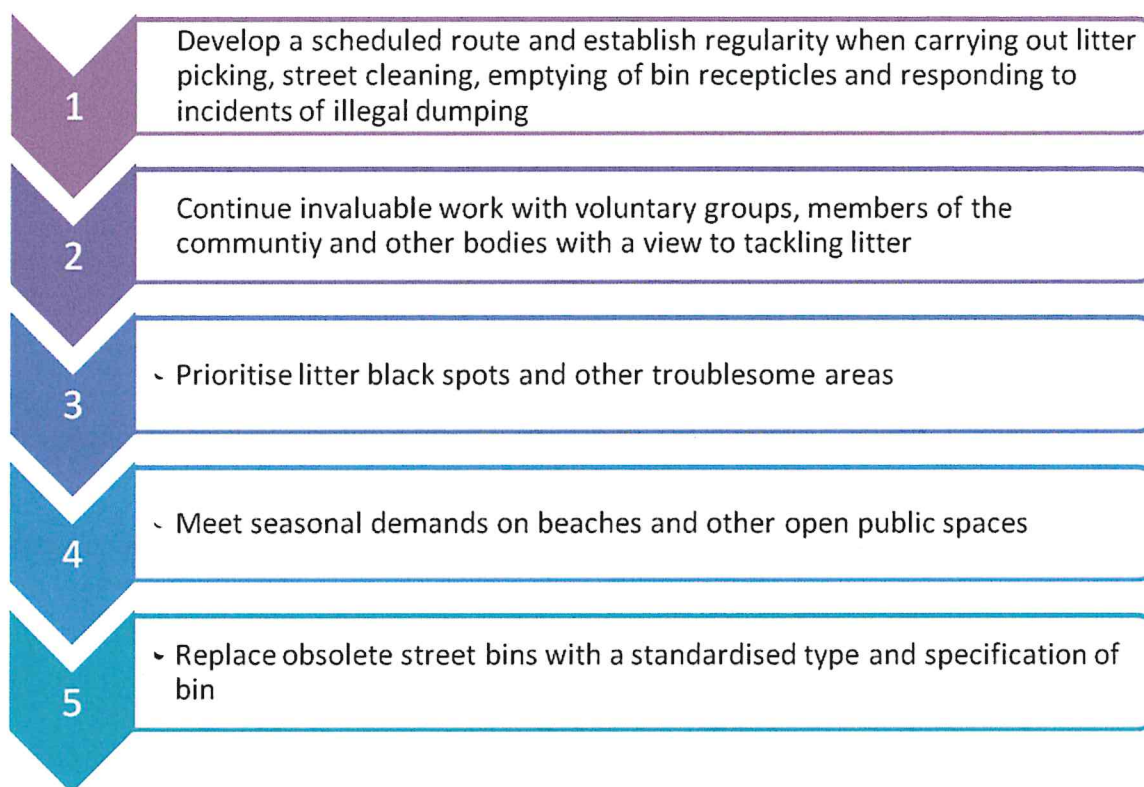 1
Develop a scheduled route and establish regularity when carrying out litter
picking, street cleaning, emptying of bin recepticles and responding to
incidents of illegal dumping
2
Continue invaluable work with voluntary groups, members of the
communtiy and other bodies with a view to tackling litter
3
Prioritise litter black spots and other troublesome areas
4
Meet seasonal demands on beaches and other open public spaces
5
Replace obsolete street bins with a standardised type and specification of
bin